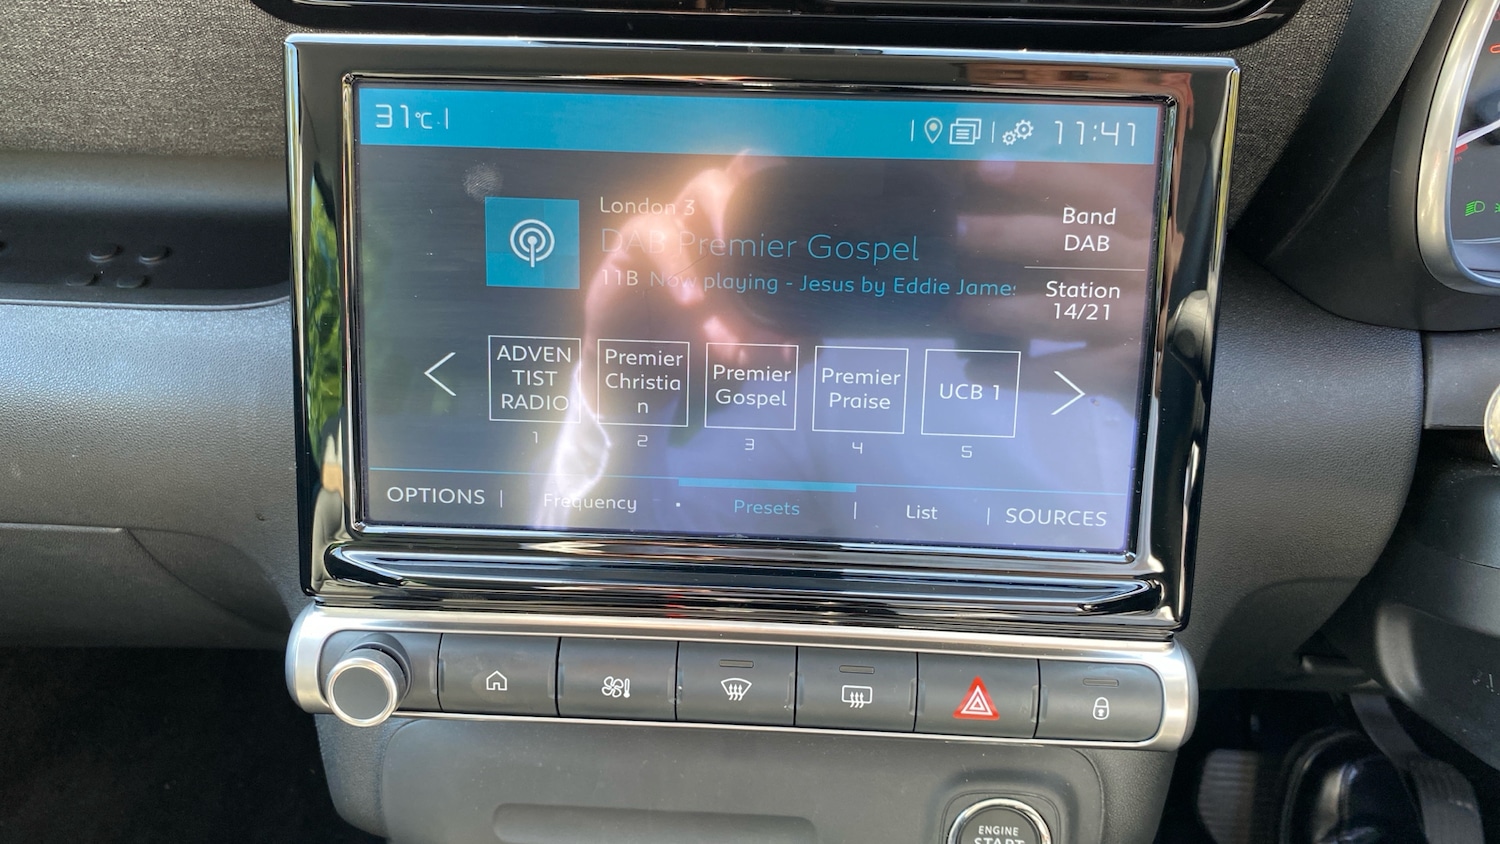 31°C
11:41
London 3
DAB Premier Gospel
11B Now playing - Jesus by Eddie James
Band
DAB
Station
14/21
ADVEN
TIST
RADIO
Premier
Christia
n
Premier
Gospel
Premier
Praise
UCB 1
1
2
3
4
5
OPTIONS
Frequency
Presets
List
SOURCES
ENGINE
START